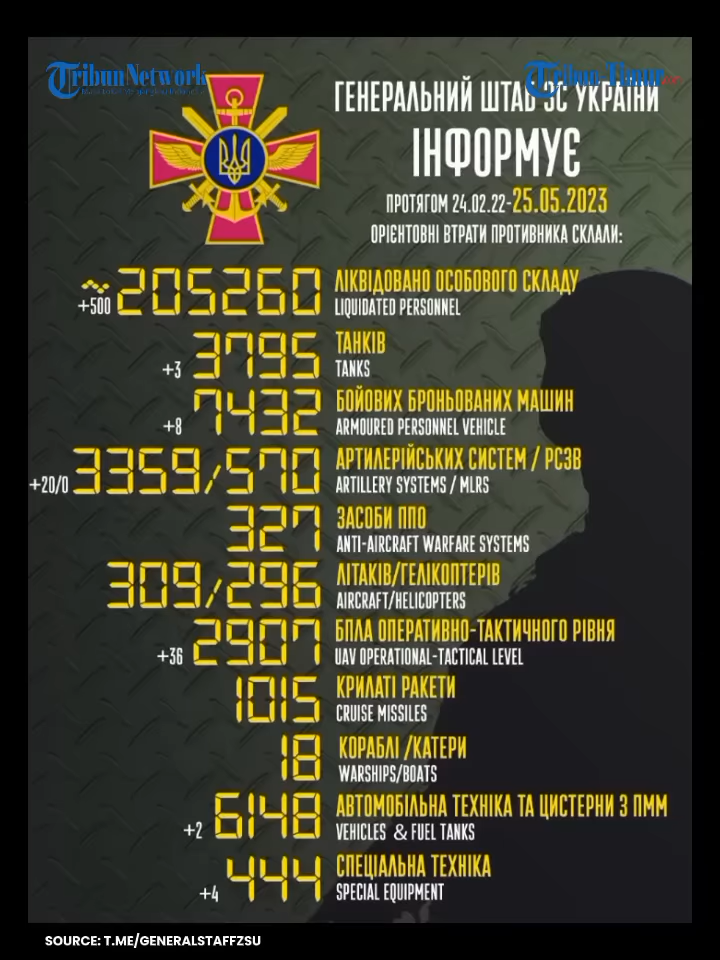 TribunNetwork
Tribun-Timur
ГЕНЕРАЛЬНИЙ ШТАБ ЗС УКРАЇНИ
ІНФОРМУЄ
ПРОТЯГОМ 24.02.22-25.05.2023
ОРІЄНТОВНІ ВТРАТИ ПРОТИВНИКА СКЛАЛИ:
+500 ~205260 ЛІКВІДОВАНО ОСОБОВОГО СКЛАДУ
LIQUIDATED PERSONNEL
+3 3795 ТАНКІВ
TANKS
+8 7432 БОЙОВИХ БРОНЬОВАНИХ МАШИН
ARMOURED PERSONNEL VEHICLE
+20/0 3359/570 АРТИЛЕРІЙСЬКИХ СИСТЕМ / РСЗВ
ARTILLERY SYSTEMS / MLRS
327 ЗАСОБИ ППО
ANTI-AIRCRAFT WARFARE SYSTEMS
309/296 ЛІТАКІВ/ГЕЛІКОПТЕРІВ
AIRCRAFT/HELICOPTERS
+36 2907 БПЛА ОПЕРАТИВНО-ТАКТИЧНОГО РІВНЯ
UAV OPERATIONAL-TACTICAL LEVEL
1015 КРИЛАТІ РАКЕТИ
CRUISE MISSILES
18 КОРАБЛІ /КАТЕРИ
WARSHIPS/BOATS
+2 6148 АВТОМОБІЛЬНА ТЕХНІКА ТА ЦИСТЕРНИ З ПММ
VEHICLES & FUEL TANKS
+4 444 СПЕЦІАЛЬНА ТЕХНІКА
SPECIAL EQUIPMENT
SOURCE: T.ME/GENERALSTAFFZSU